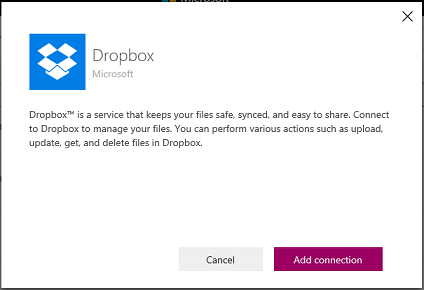 Microsoft
Dropbox
Microsoft
Dropbox™ is a service that keeps your files safe, synced, and easy to share. Connect
to Dropbox to manage your files. You can perform various actions such as upload,
update, get, and delete files in Dropbox.
Cancel
Add connection